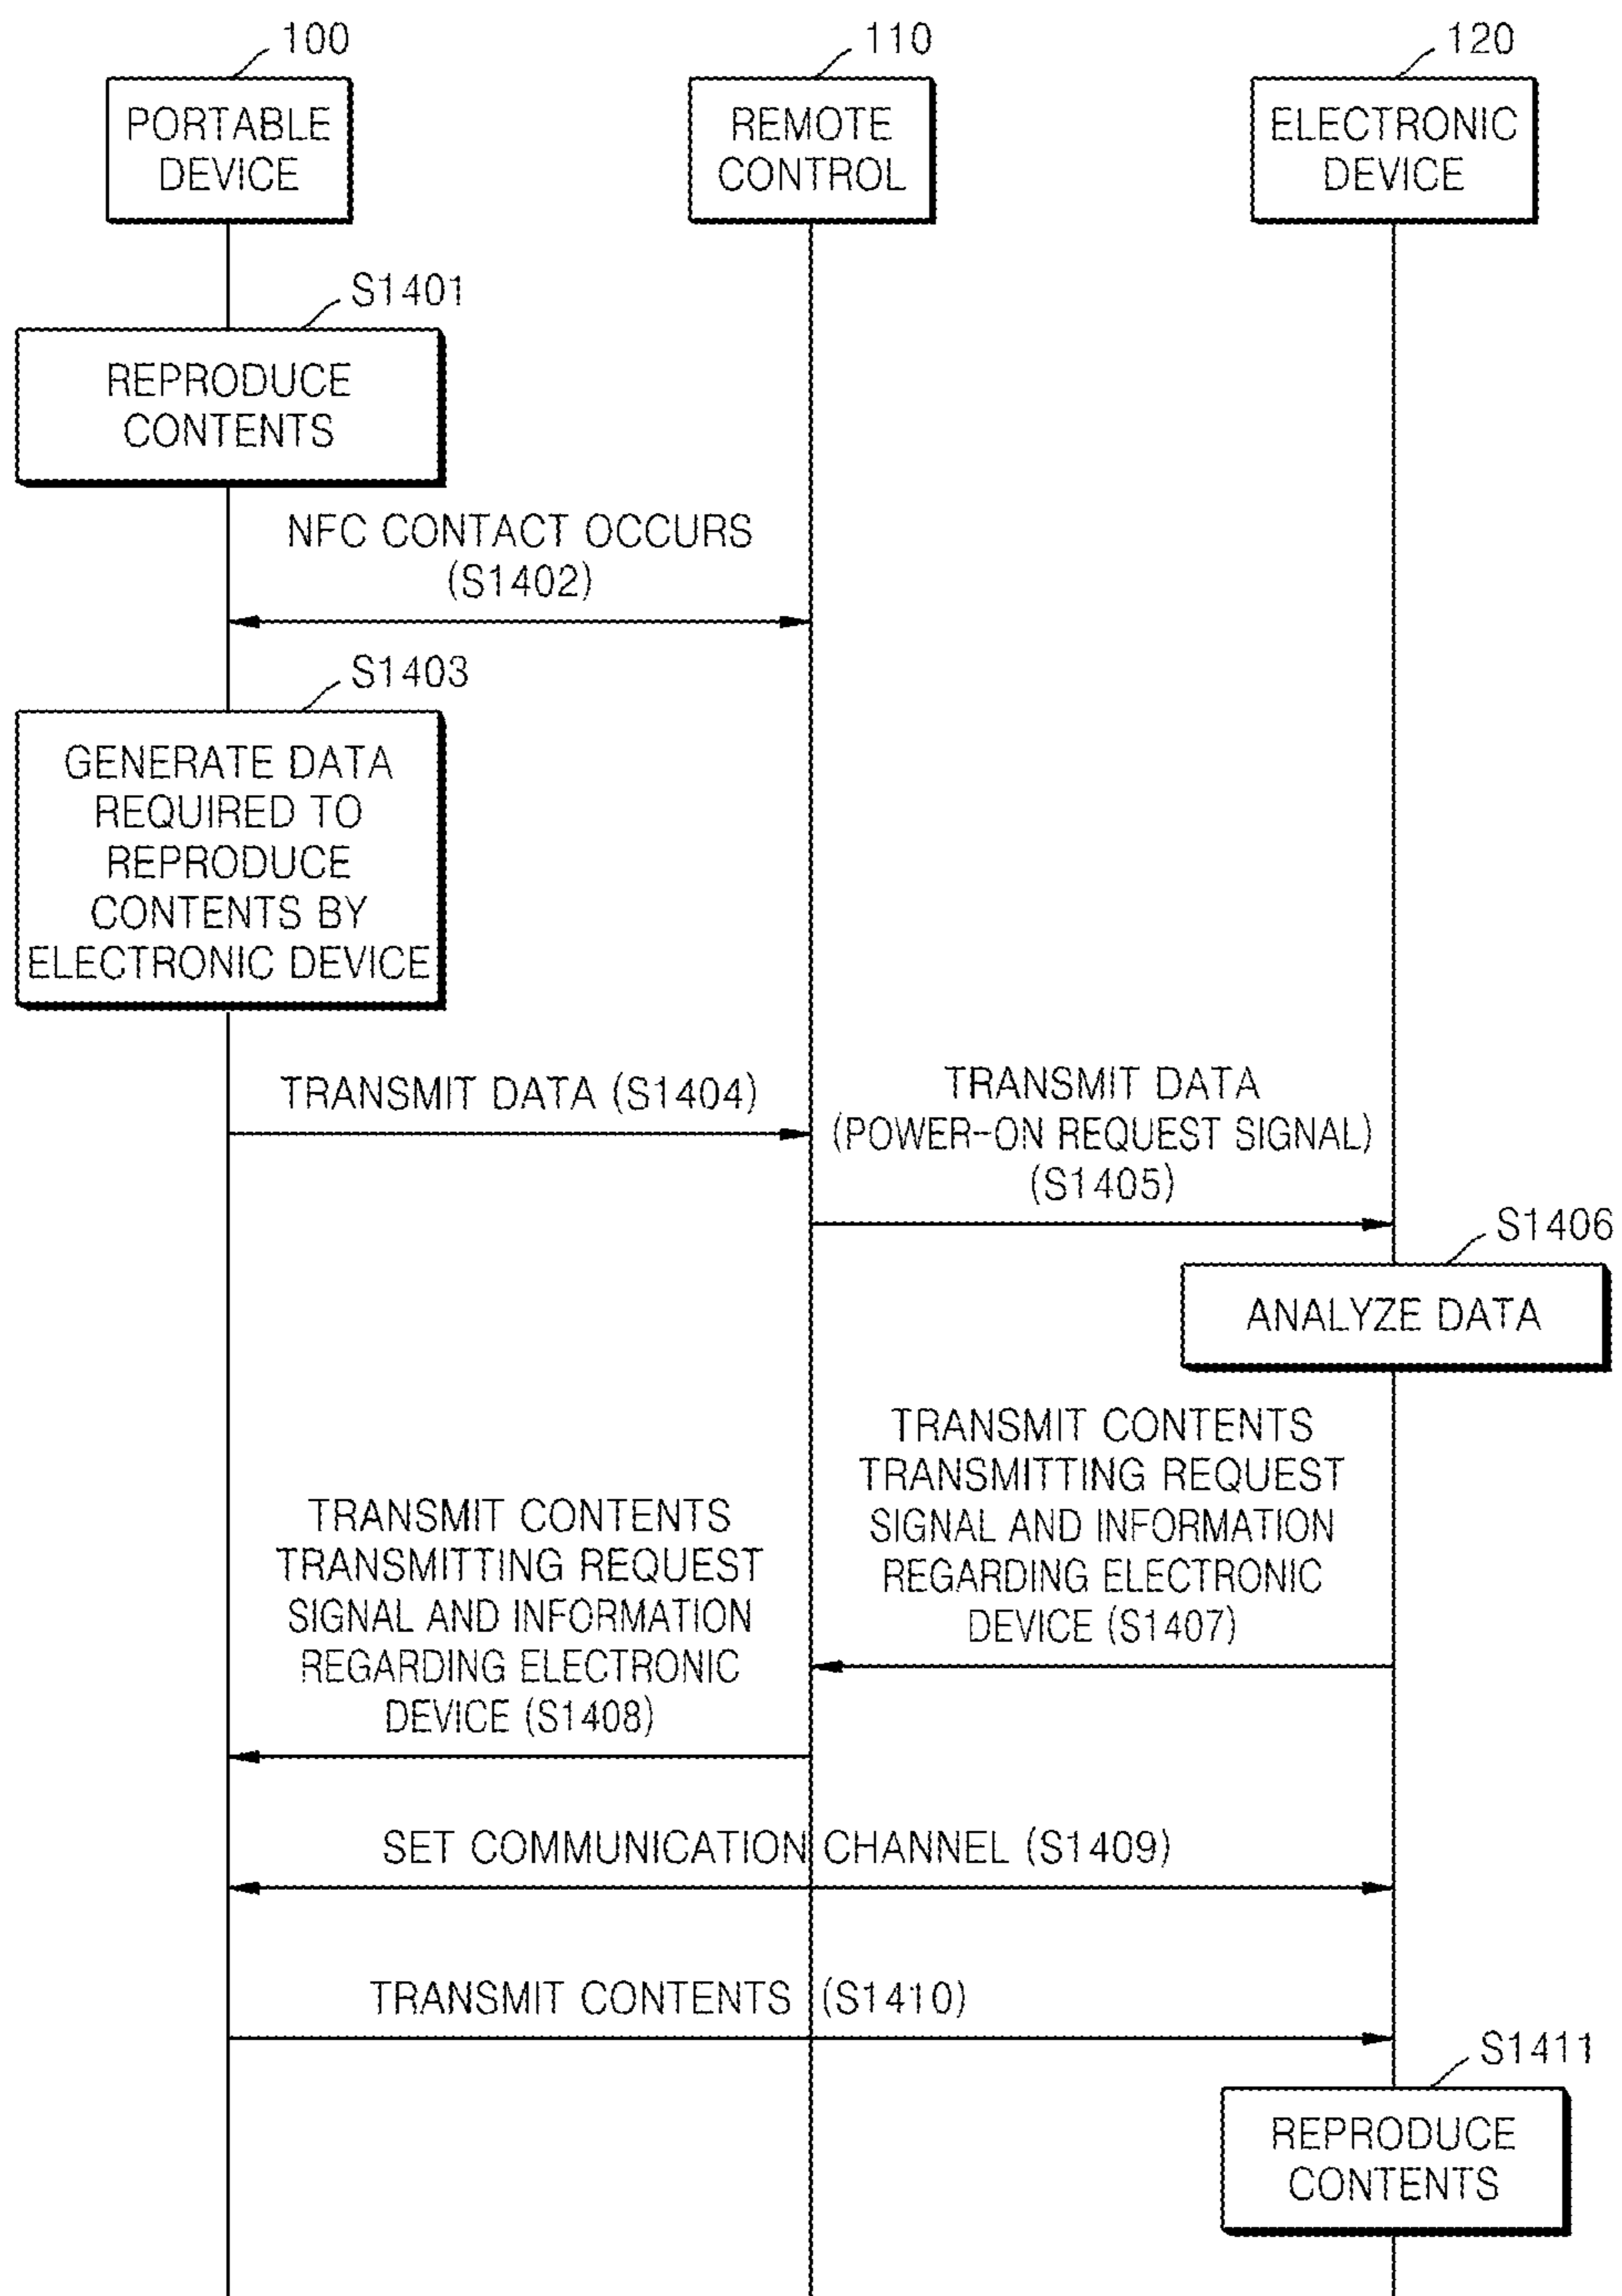 100
110
120
PORTABLE
DEVICE
REMOTE
CONTROL
ELECTRONIC
DEVICE
S1401
REPRODUCE
CONTENTS
NFC CONTACT OCCURS
(S1402)
S1403
GENERATE DATA
REQUIRED TO
REPRODUCE
CONTENTS BY
ELECTRONIC DEVICE
TRANSMIT DATA (S1404)
TRANSMIT DATA
(POWER-ON REQUEST SIGNAL)
(S1405)
S1406
ANALYZE DATA
TRANSMIT CONTENTS
TRANSMITTING REQUEST
SIGNAL AND INFORMATION
REGARDING ELECTRONIC
DEVICE (S1407)
TRANSMIT CONTENTS
TRANSMITTING REQUEST
SIGNAL AND INFORMATION
REGARDING ELECTRONIC
DEVICE (S1408)
SET COMMUNICATION CHANNEL (S1409)
TRANSMIT CONTENTS (S1410)
S1411
REPRODUCE
CONTENTS